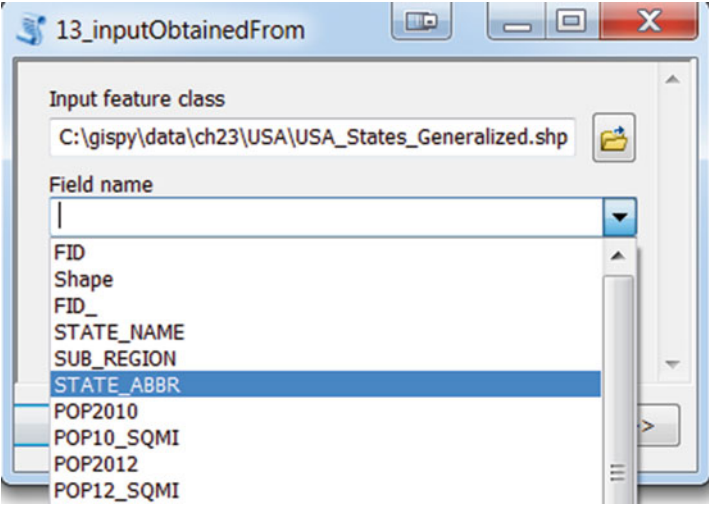 13_inputObtainedFrom
Input feature class
C:\gispy\data\ch23\USA\USA_States_Generalized.shp
Field name
FID
Shape
FID_
STATE_NAME
SUB_REGION
STATE_ABBR
POP2010
POP10_SQMI
POP2012
POP12_SQMI
>